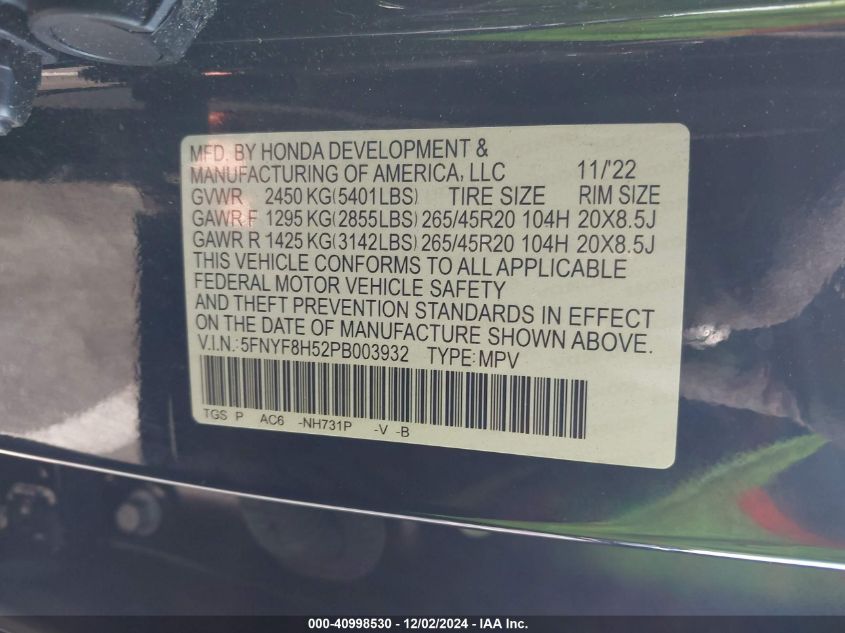 MFD. BY HONDA DEVELOPMENT &
MANUFACTURING OF AMERICA, LLC 11/'22
GVWR 2450 KG(5401LBS) TIRE SIZE RIM SIZE
GAWR F 1295 KG(2855LBS) 265/45R20 104H 20X8.5J
GAWR R 1425 KG(3142LBS) 265/45R20 104H 20X8.5J
THIS VEHICLE CONFORMS TO ALL APPLICABLE
FEDERAL MOTOR VEHICLE SAFETY
AND THEFT PREVENTION STANDARDS IN EFFECT
ON THE DATE OF MANUFACTURE SHOWN ABOVE.
V.I.N.: 5FNYF8H52PB003932 TYPE: MPV
TGS P AC6 -NH731P -V -B
000-40998530 - 12/02/2024 - IAA Inc.